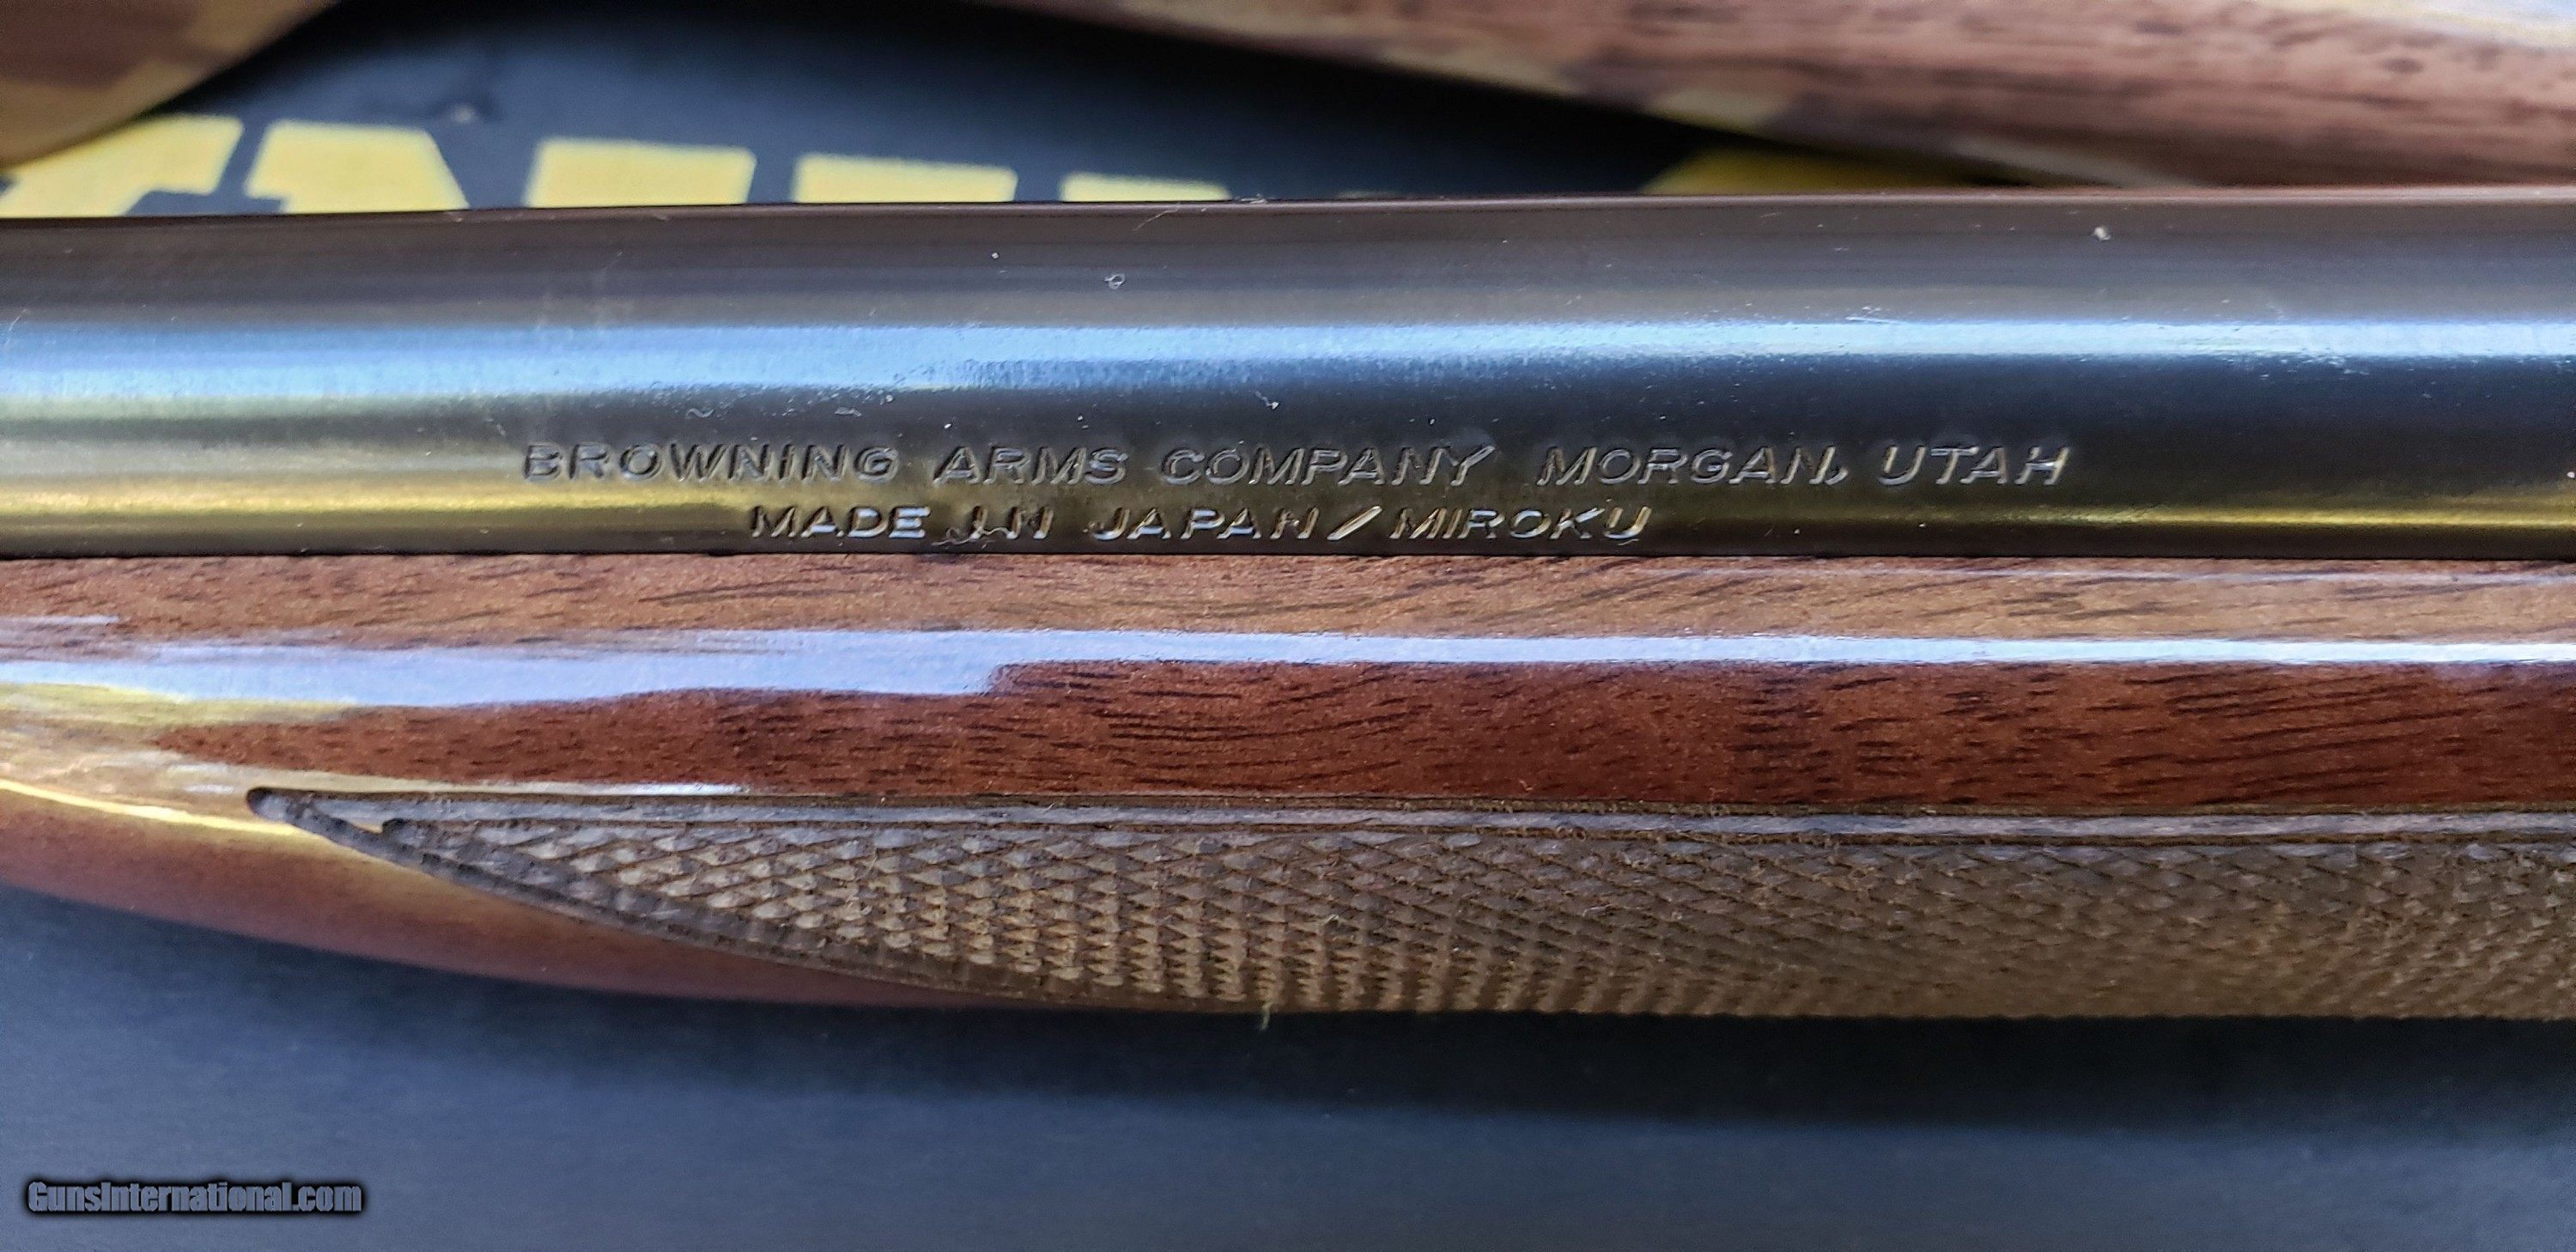 BROWNING ARMS COMPANY MORGAN, UTAH
MADE IN JAPAN/MIROKU
GunsInternational.com